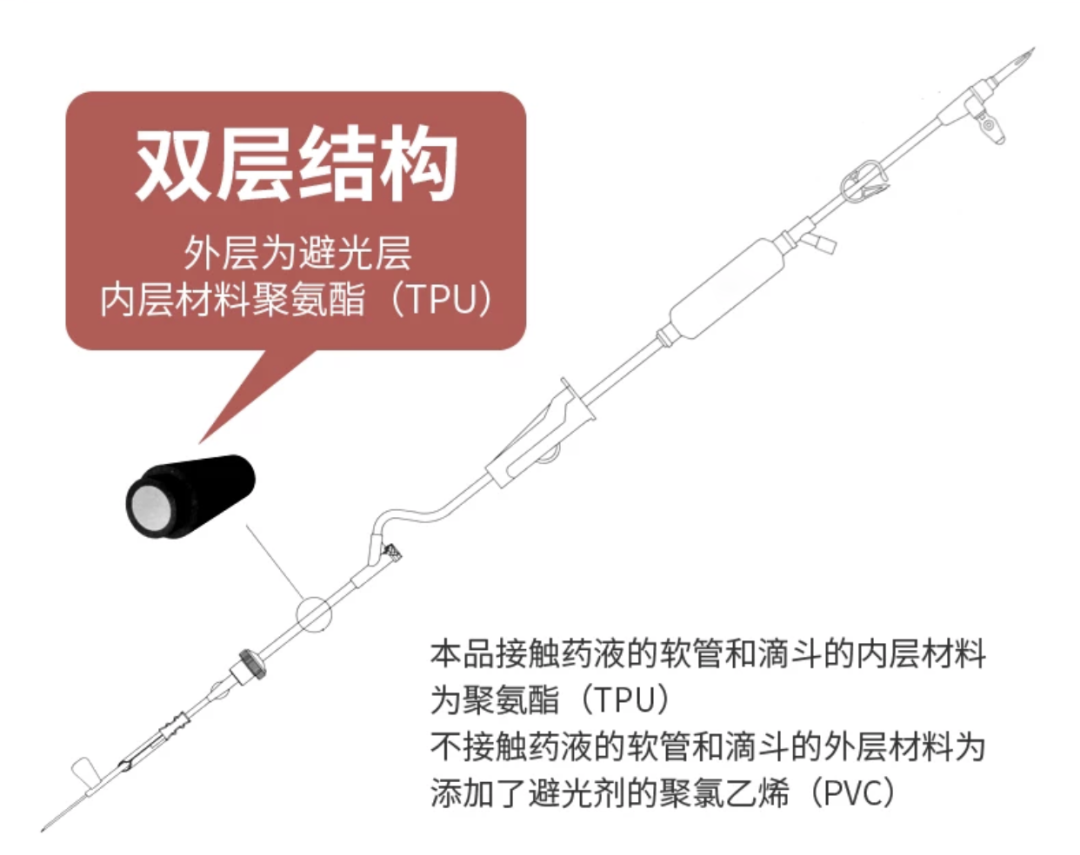 双层结构
外层为避光层
内层材料聚氨酯（TPU）
本品接触药液的软管和滴斗的内层材料
为聚氨酯（TPU）
不接触药液的软管和滴斗的外层材料为
添加了避光剂的聚氯乙烯（PVC）